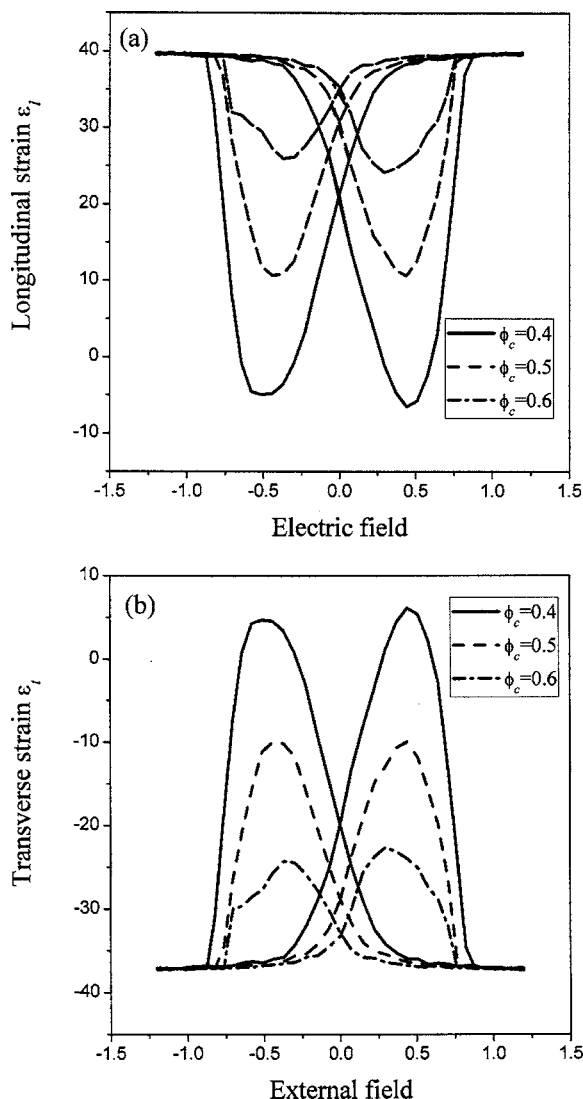 (a)
Longitudinal strain ε_l
40
30
20
10
0
-10
ϕ_c=0.4
ϕ_c=0.5
ϕ_c=0.6
-1.5 -1.0 -0.5 0.0 0.5 1.0 1.5
Electric field
(b)
Transverse strain ε_t
10
0
-10
-20
-30
-40
ϕ_c=0.4
ϕ_c=0.5
ϕ_c=0.6
-1.5 -1.0 -0.5 0.0 0.5 1.0 1.5
External field